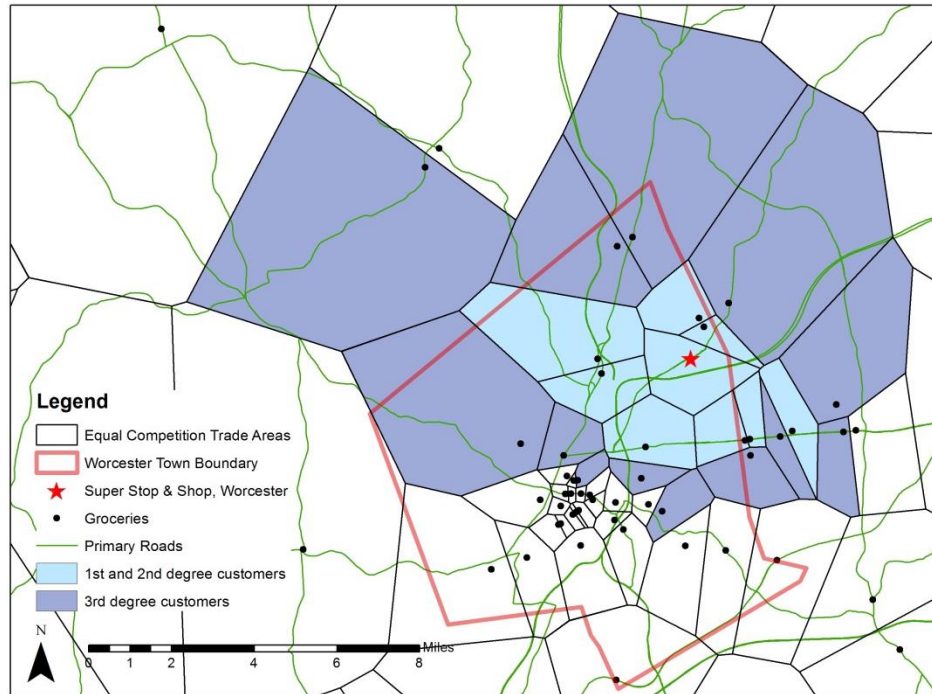 Legend
Equal Competition Trade Areas
Worcester Town Boundary
Super Stop & Shop, Worcester
Groceries
Primary Roads
1st and 2nd degree customers
3rd degree customers
N
Miles
0 1 2 4 6 8